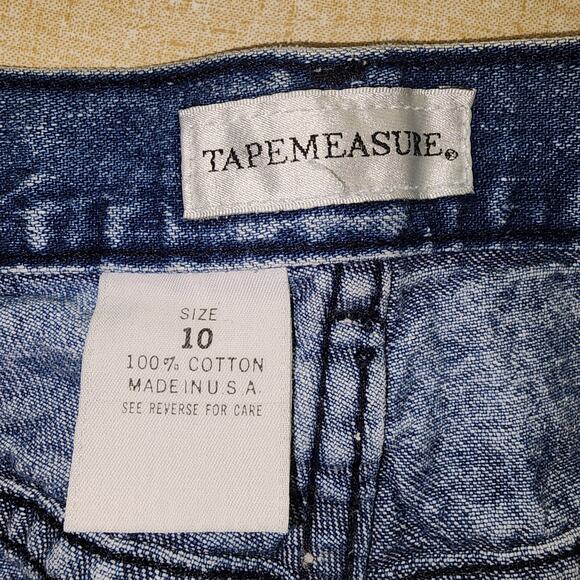 TAPEMEASURE®
SIZE
10
100% COTTON
MADE IN U.S.A.
SEE REVERSE FOR CARE